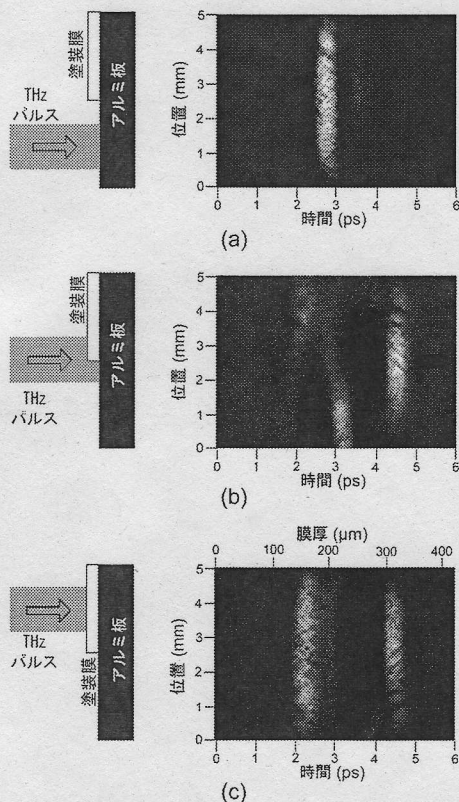 塗装膜
アルミ板
THz
パルス
位置 (mm)
5
4
3
2
1
0
0 1 2 3 4 5 6
時間 (ps)
(a)
塗装膜
アルミ板
THz
パルス
位置 (mm)
5
4
3
2
1
0
0 1 2 3 4 5 6
時間 (ps)
(b)
膜厚 (μm)
0 100 200 300 400
塗装膜
アルミ板
THz
パルス
位置 (mm)
5
4
3
2
1
0
0 1 2 3 4 5 6
時間 (ps)
(c)